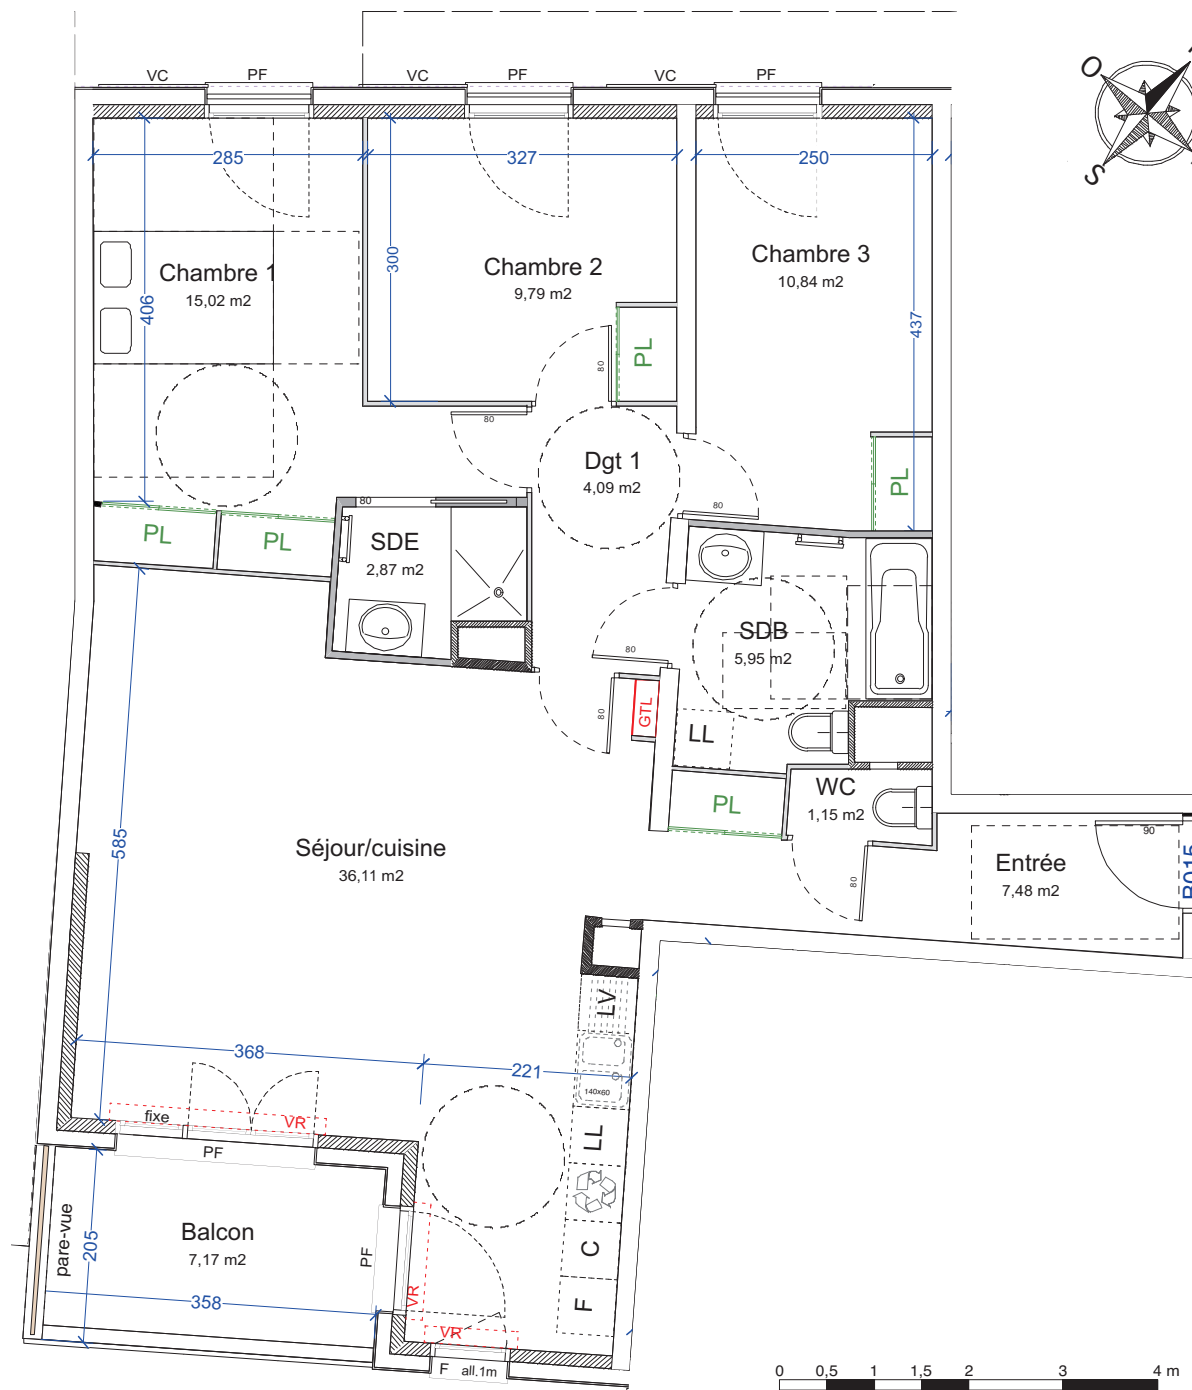 VC PF VC PF VC PF
O
S
285 327 250
Chambre 1
15,02 m2
406
Chambre 2
9,79 m2
300
Chambre 3
10,84 m2
437
PL
80
80
Dgt 1
4,09 m2
80
PL
PL
PL
80
SDE
2,87 m2
SDB
5,95 m2
80
GTL
80
LL
PL
WC
1,15 m2
80
Entrée
7,48 m2
90
B015
585
Séjour/cuisine
36,11 m2
LV
140x60
368 221
fixe
VR
PF
LL
C
F
pare-vue
205
Balcon
7,17 m2
358
PF
VR
VR
F all.1m
0 0,5 1 1,5 2 3 4 m